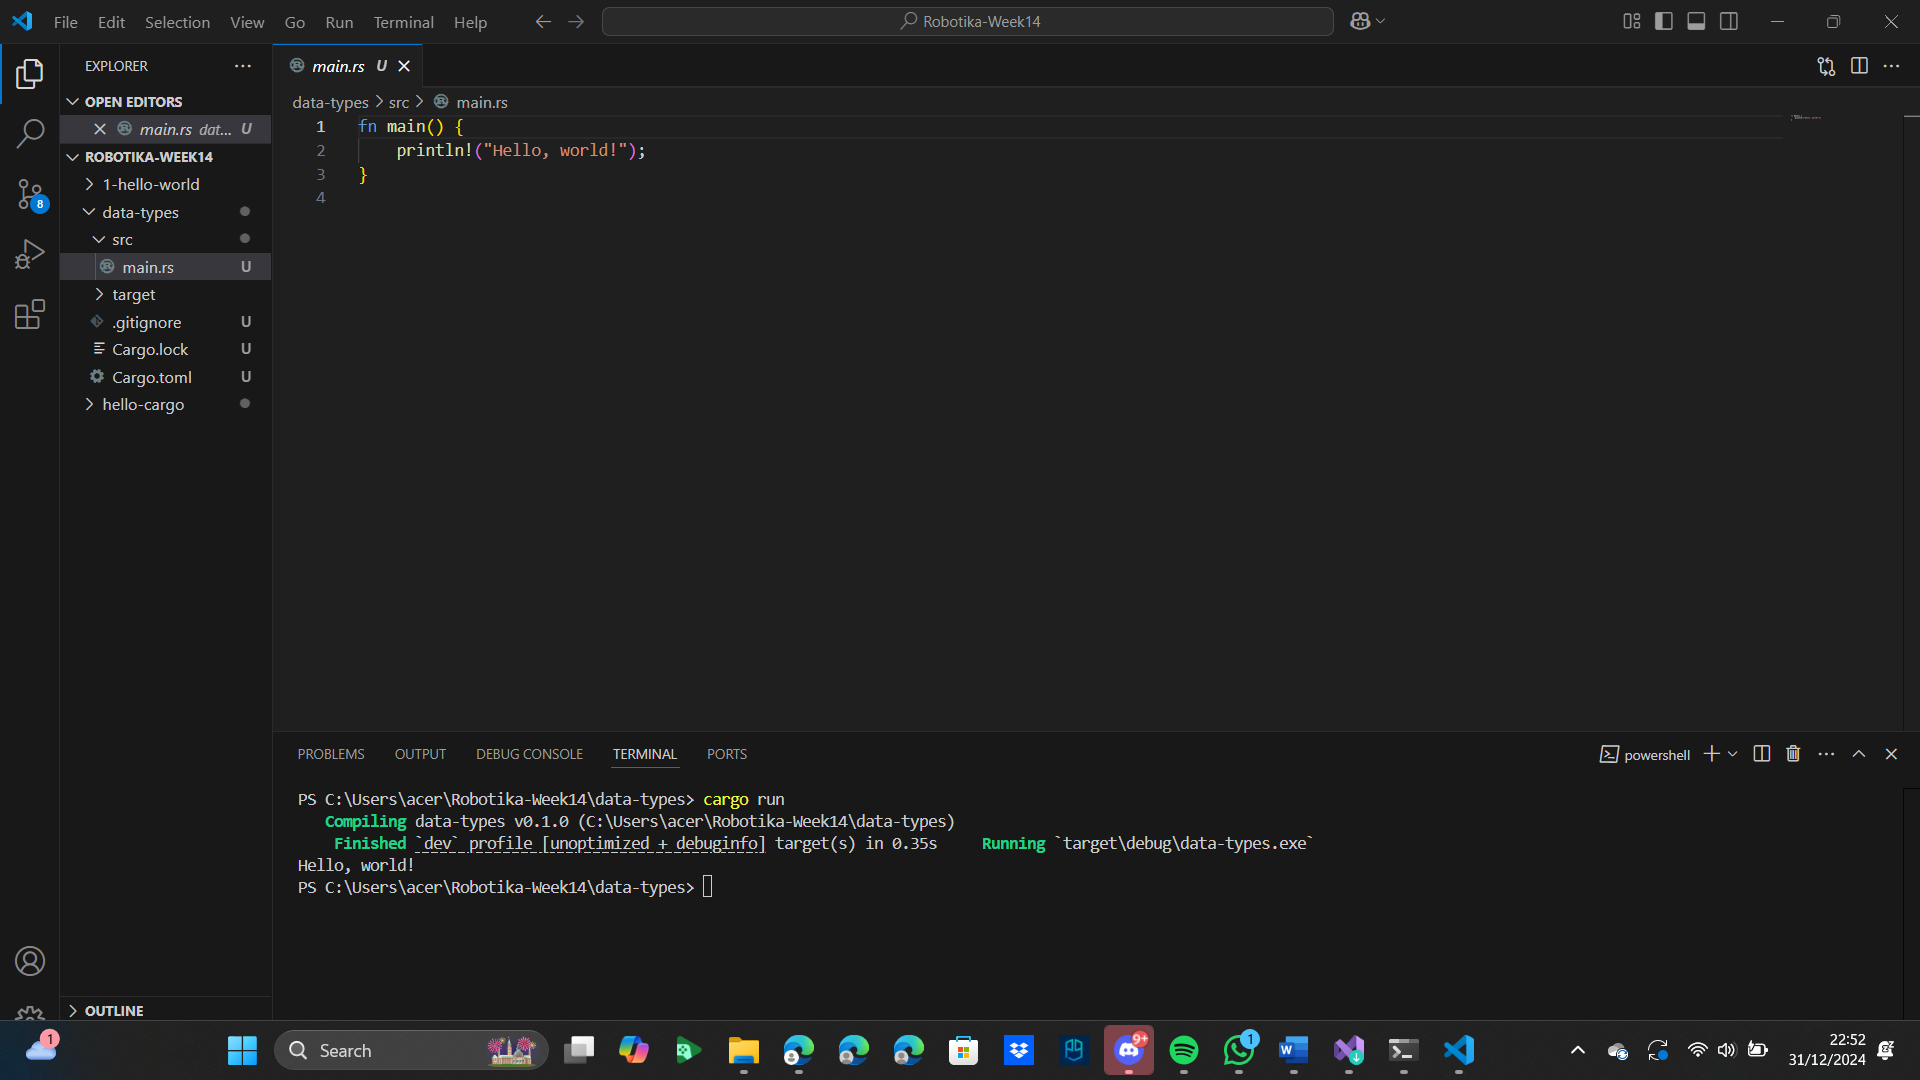 File Edit Selection View Go Run Terminal Help
Robotika-Week14
EXPLORER
OPEN EDITORS
main.rs dat... U
ROBOTIKA-WEEK14
1-hello-world
data-types
src
main.rs U
target
.gitignore U
Cargo.lock U
Cargo.toml U
hello-cargo
OUTLINE
8
main.rs U
data-types > src > main.rs
1 fn main() {
2     println!("Hello, world!");
3 }
4
PROBLEMS OUTPUT DEBUG CONSOLE TERMINAL PORTS
powershell
PS C:\Users\acer\Robotika-Week14\data-types> cargo run
   Compiling data-types v0.1.0 (C:\Users\acer\Robotika-Week14\data-types)
    Finished `dev` profile [unoptimized + debuginfo] target(s) in 0.35s     Running `target\debug\data-types.exe`
Hello, world!
PS C:\Users\acer\Robotika-Week14\data-types>
1
Search
9+
1
22:52
31/12/2024